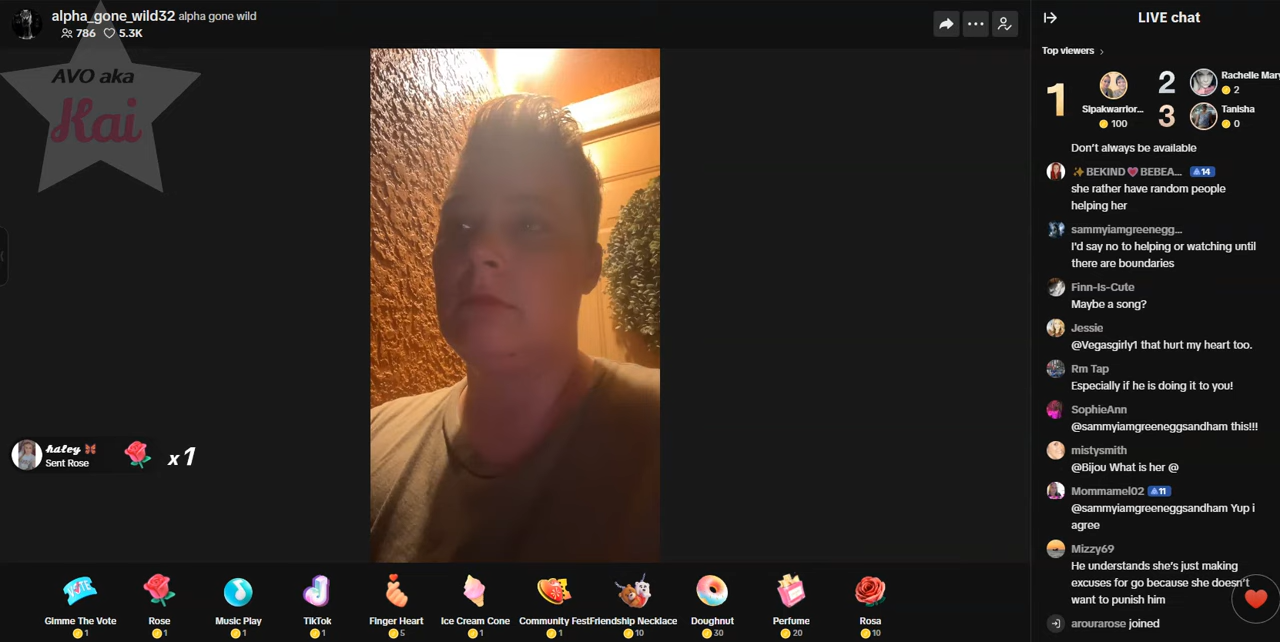 alpha_gone_wild32 alpha gone wild
786 5.3K
AVO aka
Kai
haley
Sent Rose
x1
Gimme The Vote
1
Rose
1
Music Play
1
TikTok
1
Finger Heart
5
Ice Cream Cone
1
Community Fest
1
Friendship Necklace
10
Doughnut
30
Perfume
20
Rosa
10
LIVE chat
Top viewers
1
Sipakwarrior...
100
2
Rachelle Mary
2
3
Tanisha
0
Don't always be available
BEKIND BEBEA... 14
she rather have random people
helping her
sammyiamgreenegg...
I'd say no to helping or watching until
there are boundaries
Finn-Is-Cute
Maybe a song?
Jessie
@Vegasgirly1 that hurt my heart too.
Rm Tap
Especially if he is doing it to you!
SophieAnn
@sammyiamgreeneggsandham this!!!
mistysmith
@Bijou What is her @
Mommamel02 11
@sammyiamgreeneggsandham Yup i
agree
Mizzy69
He understands she's just making
excuses for go because she doesn't
want to punish him
arourarose joined